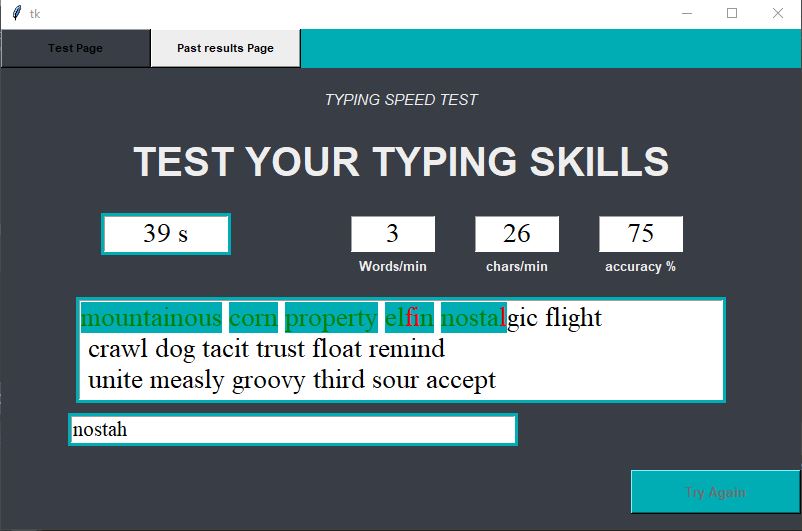 tk
Test Page Past results Page
TYPING SPEED TEST
TEST YOUR TYPING SKILLS
39 s 3 26 75
Words/min chars/min accuracy %
mountainous corn property elfin nostalgic flight
crawl dog tacit trust float remind
unite measly groovy third sour accept
nostah
Try Again